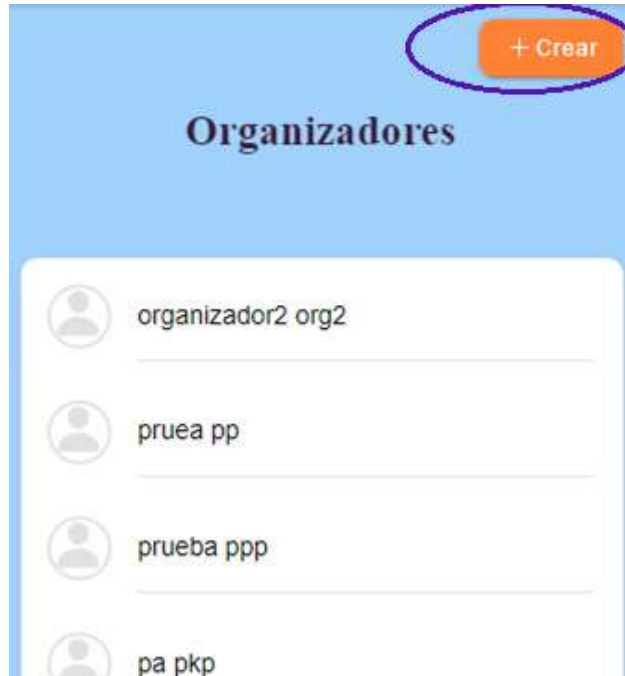 + Crear
Organizadores
organizador2 org2
pruea pp
prueba ppp
pa pkp